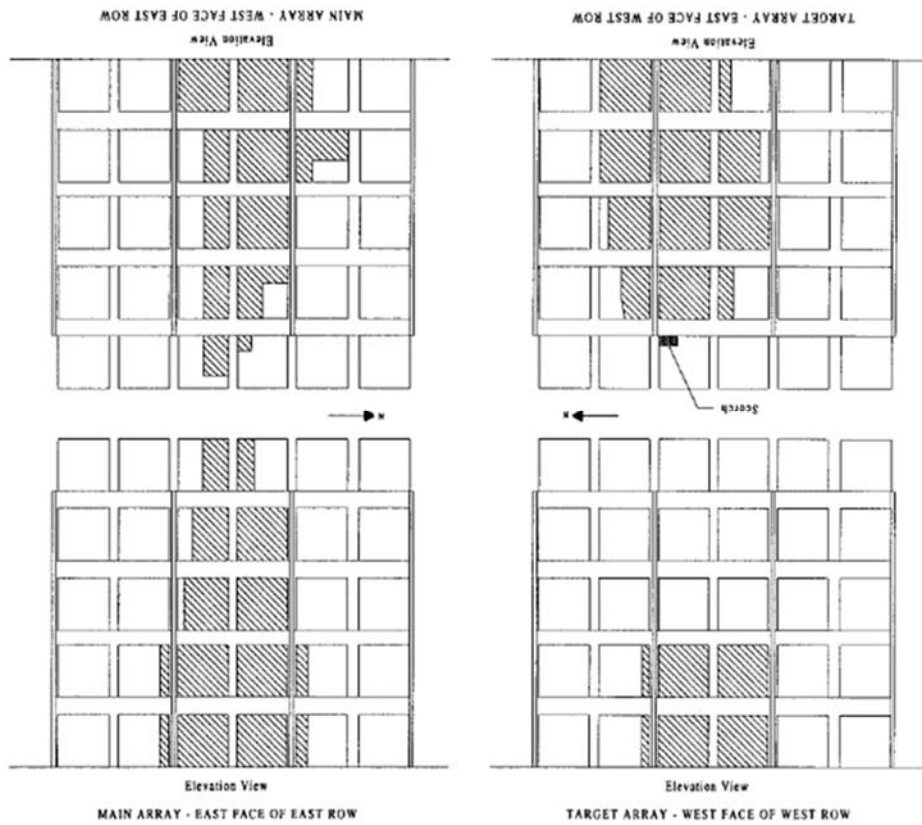 MAIN ARRAY - WEST FACE OF EAST ROW
Elevation View
TARGET ARRAY - EAST FACE OF WEST ROW
Elevation View
Scorch
N
N
Elevation View
MAIN ARRAY - EAST FACE OF EAST ROW
Elevation View
TARGET ARRAY - WEST FACE OF WEST ROW